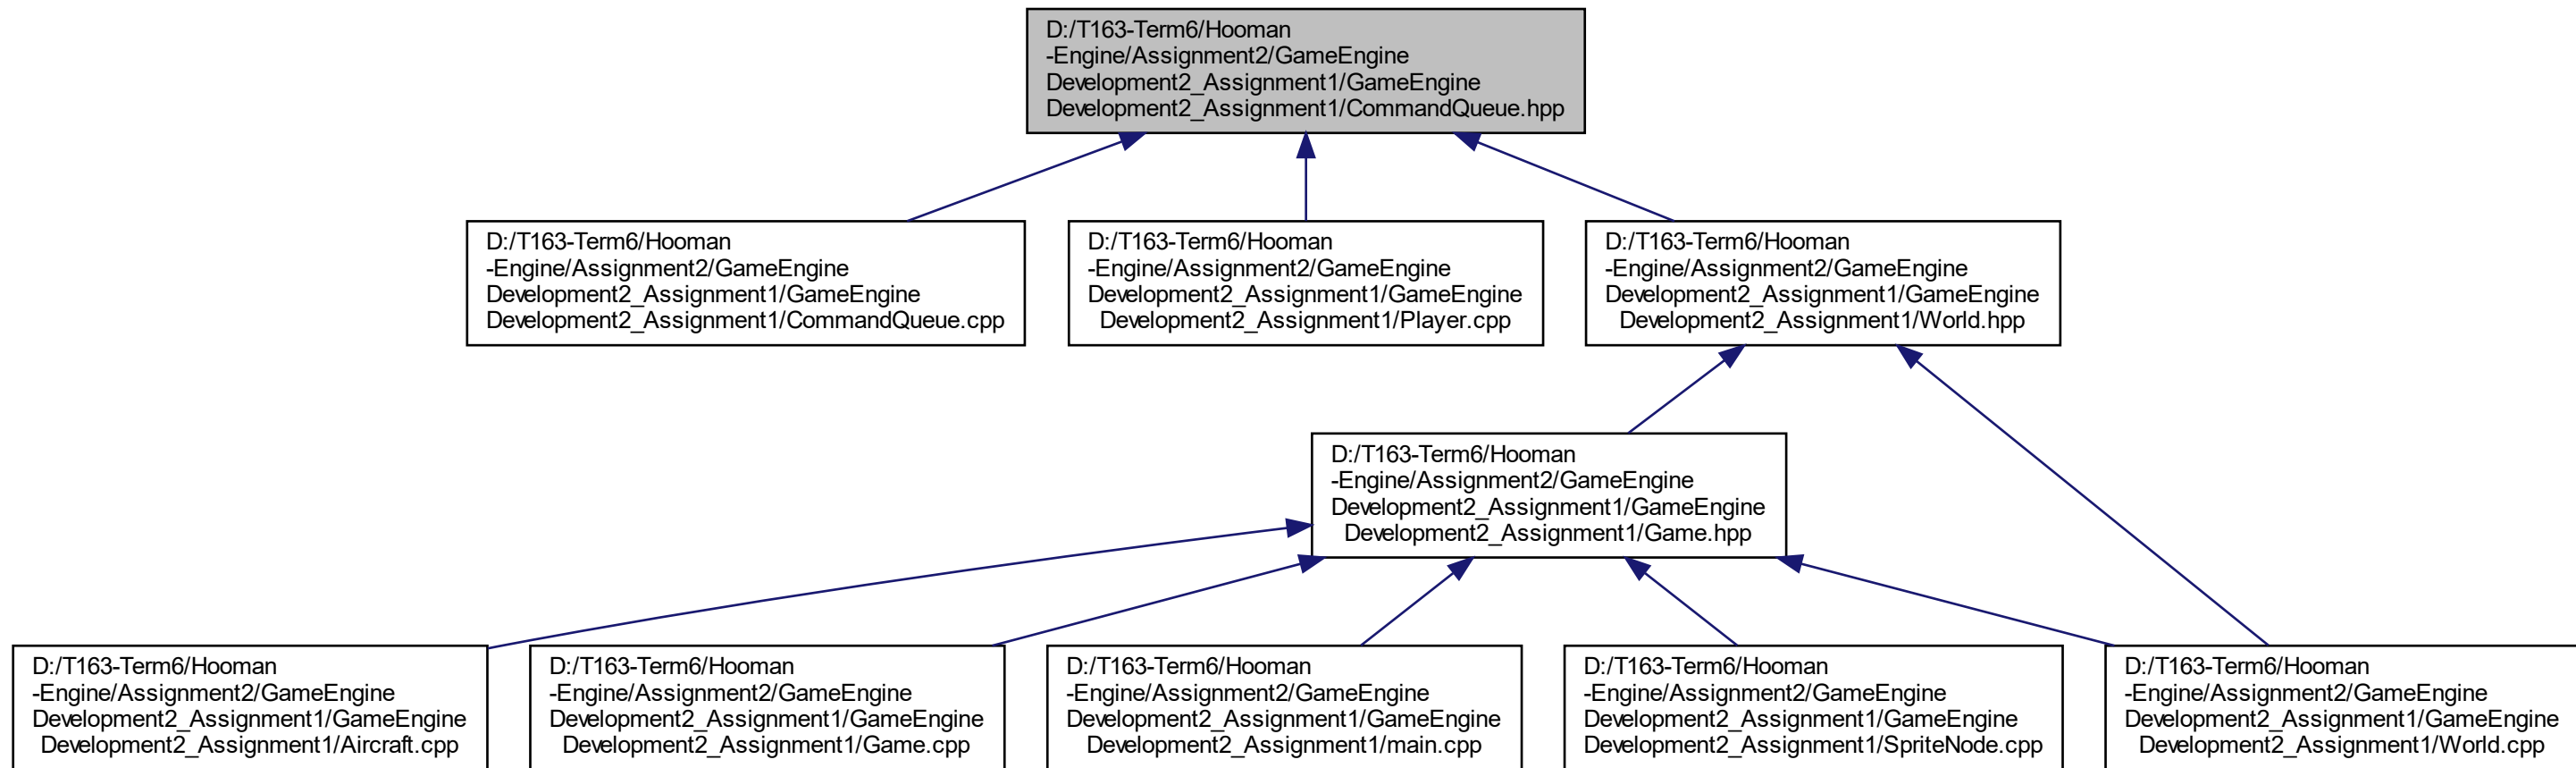 D:/T163-Term6/Hooman
-Engine/Assignment2/GameEngine
Development2_Assignment1/GameEngine
Development2_Assignment1/CommandQueue.hpp
D:/T163-Term6/Hooman
-Engine/Assignment2/GameEngine
Development2_Assignment1/GameEngine
Development2_Assignment1/CommandQueue.cpp
D:/T163-Term6/Hooman
-Engine/Assignment2/GameEngine
Development2_Assignment1/GameEngine
Development2_Assignment1/Player.cpp
D:/T163-Term6/Hooman
-Engine/Assignment2/GameEngine
Development2_Assignment1/GameEngine
Development2_Assignment1/World.hpp
D:/T163-Term6/Hooman
-Engine/Assignment2/GameEngine
Development2_Assignment1/GameEngine
Development2_Assignment1/Game.hpp
D:/T163-Term6/Hooman
-Engine/Assignment2/GameEngine
Development2_Assignment1/GameEngine
Development2_Assignment1/Aircraft.cpp
D:/T163-Term6/Hooman
-Engine/Assignment2/GameEngine
Development2_Assignment1/GameEngine
Development2_Assignment1/Game.cpp
D:/T163-Term6/Hooman
-Engine/Assignment2/GameEngine
Development2_Assignment1/GameEngine
Development2_Assignment1/main.cpp
D:/T163-Term6/Hooman
-Engine/Assignment2/GameEngine
Development2_Assignment1/GameEngine
Development2_Assignment1/SpriteNode.cpp
D:/T163-Term6/Hooman
-Engine/Assignment2/GameEngine
Development2_Assignment1/GameEngine
Development2_Assignment1/World.cpp